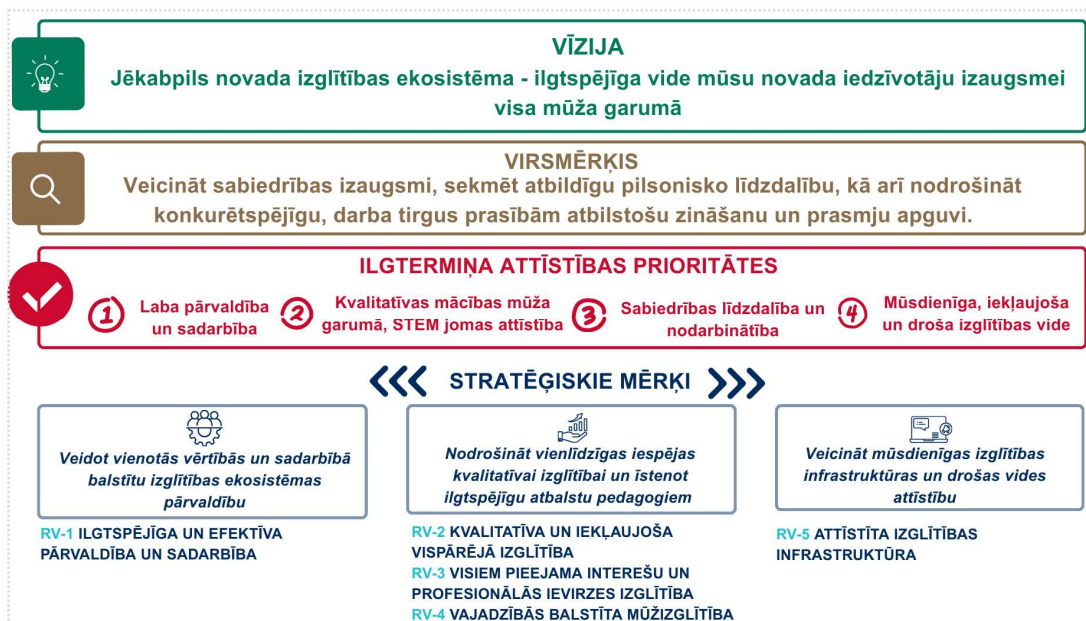 VĪZIJA
Jēkabpils novada izglītības ekosistēma - ilgtspējīga vide mūsu novada iedzīvotāju izaugsmei
visa mūža garumā
VIRSMĒRĶIS
Veicināt sabiedrības izaugsmi, sekmēt atbildīgu pilsonisko līdzdalību, kā arī nodrošināt
konkurētspējīgu, darba tirgus prasībām atbilstošu zināšanu un prasmju apguvi.
ILGTERMIŅA ATTĪSTĪBAS PRIORITĀTES
1
Laba pārvaldība
un sadarbība
2
Kvalitatīvas mācības mūža
garumā, STEM jomas attīstība
3
Sabiedrības līdzdalība un
nodarbinātība
4
Mūsdienīga, iekļaujoša
un droša izglītības vide
STRATĒĢISKIE MĒRĶI
Veidot vienotās vērtībās un sadarbībā
balstītu izglītības ekosistēmas
pārvaldību
RV-1 ILGTSPĒJĪGA UN EFEKTĪVA
PĀRVALDĪBA UN SADARBĪBA
Nodrošināt vienlīdzīgas iespējas
kvalitatīvai izglītībai un īstenot
ilgtspējīgu atbalstu pedagogiem
RV-2 KVALITATĪVA UN IEKĻAUJOŠA
VISPĀRĒJĀ IZGLĪTĪBA
RV-3 VISIEM PIEEJAMA INTEREŠU UN
PROFESIONĀLĀS IEVIRZES IZGLĪTĪBA
RV-4 VAJADZĪBĀS BALSTĪTA MŪŽIZGLĪTĪBA
Veicināt mūsdienīgas izglītības
infrastruktūras un drošas vides
attīstību
RV-5 ATTĪSTĪTA IZGLĪTĪBAS
INFRASTRUKTŪRA